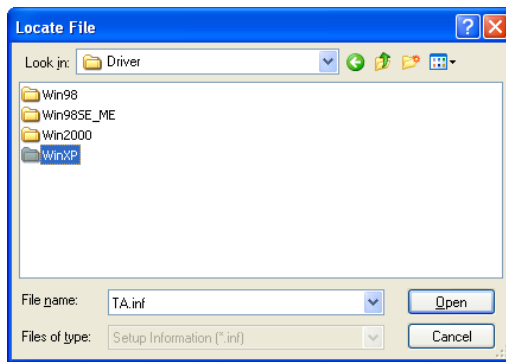 Locate File
Look in: Driver
Win98
Win98SE_ME
Win2000
WinXP
File name: TA.inf Open
Files of type: Setup Information (*.inf) Cancel